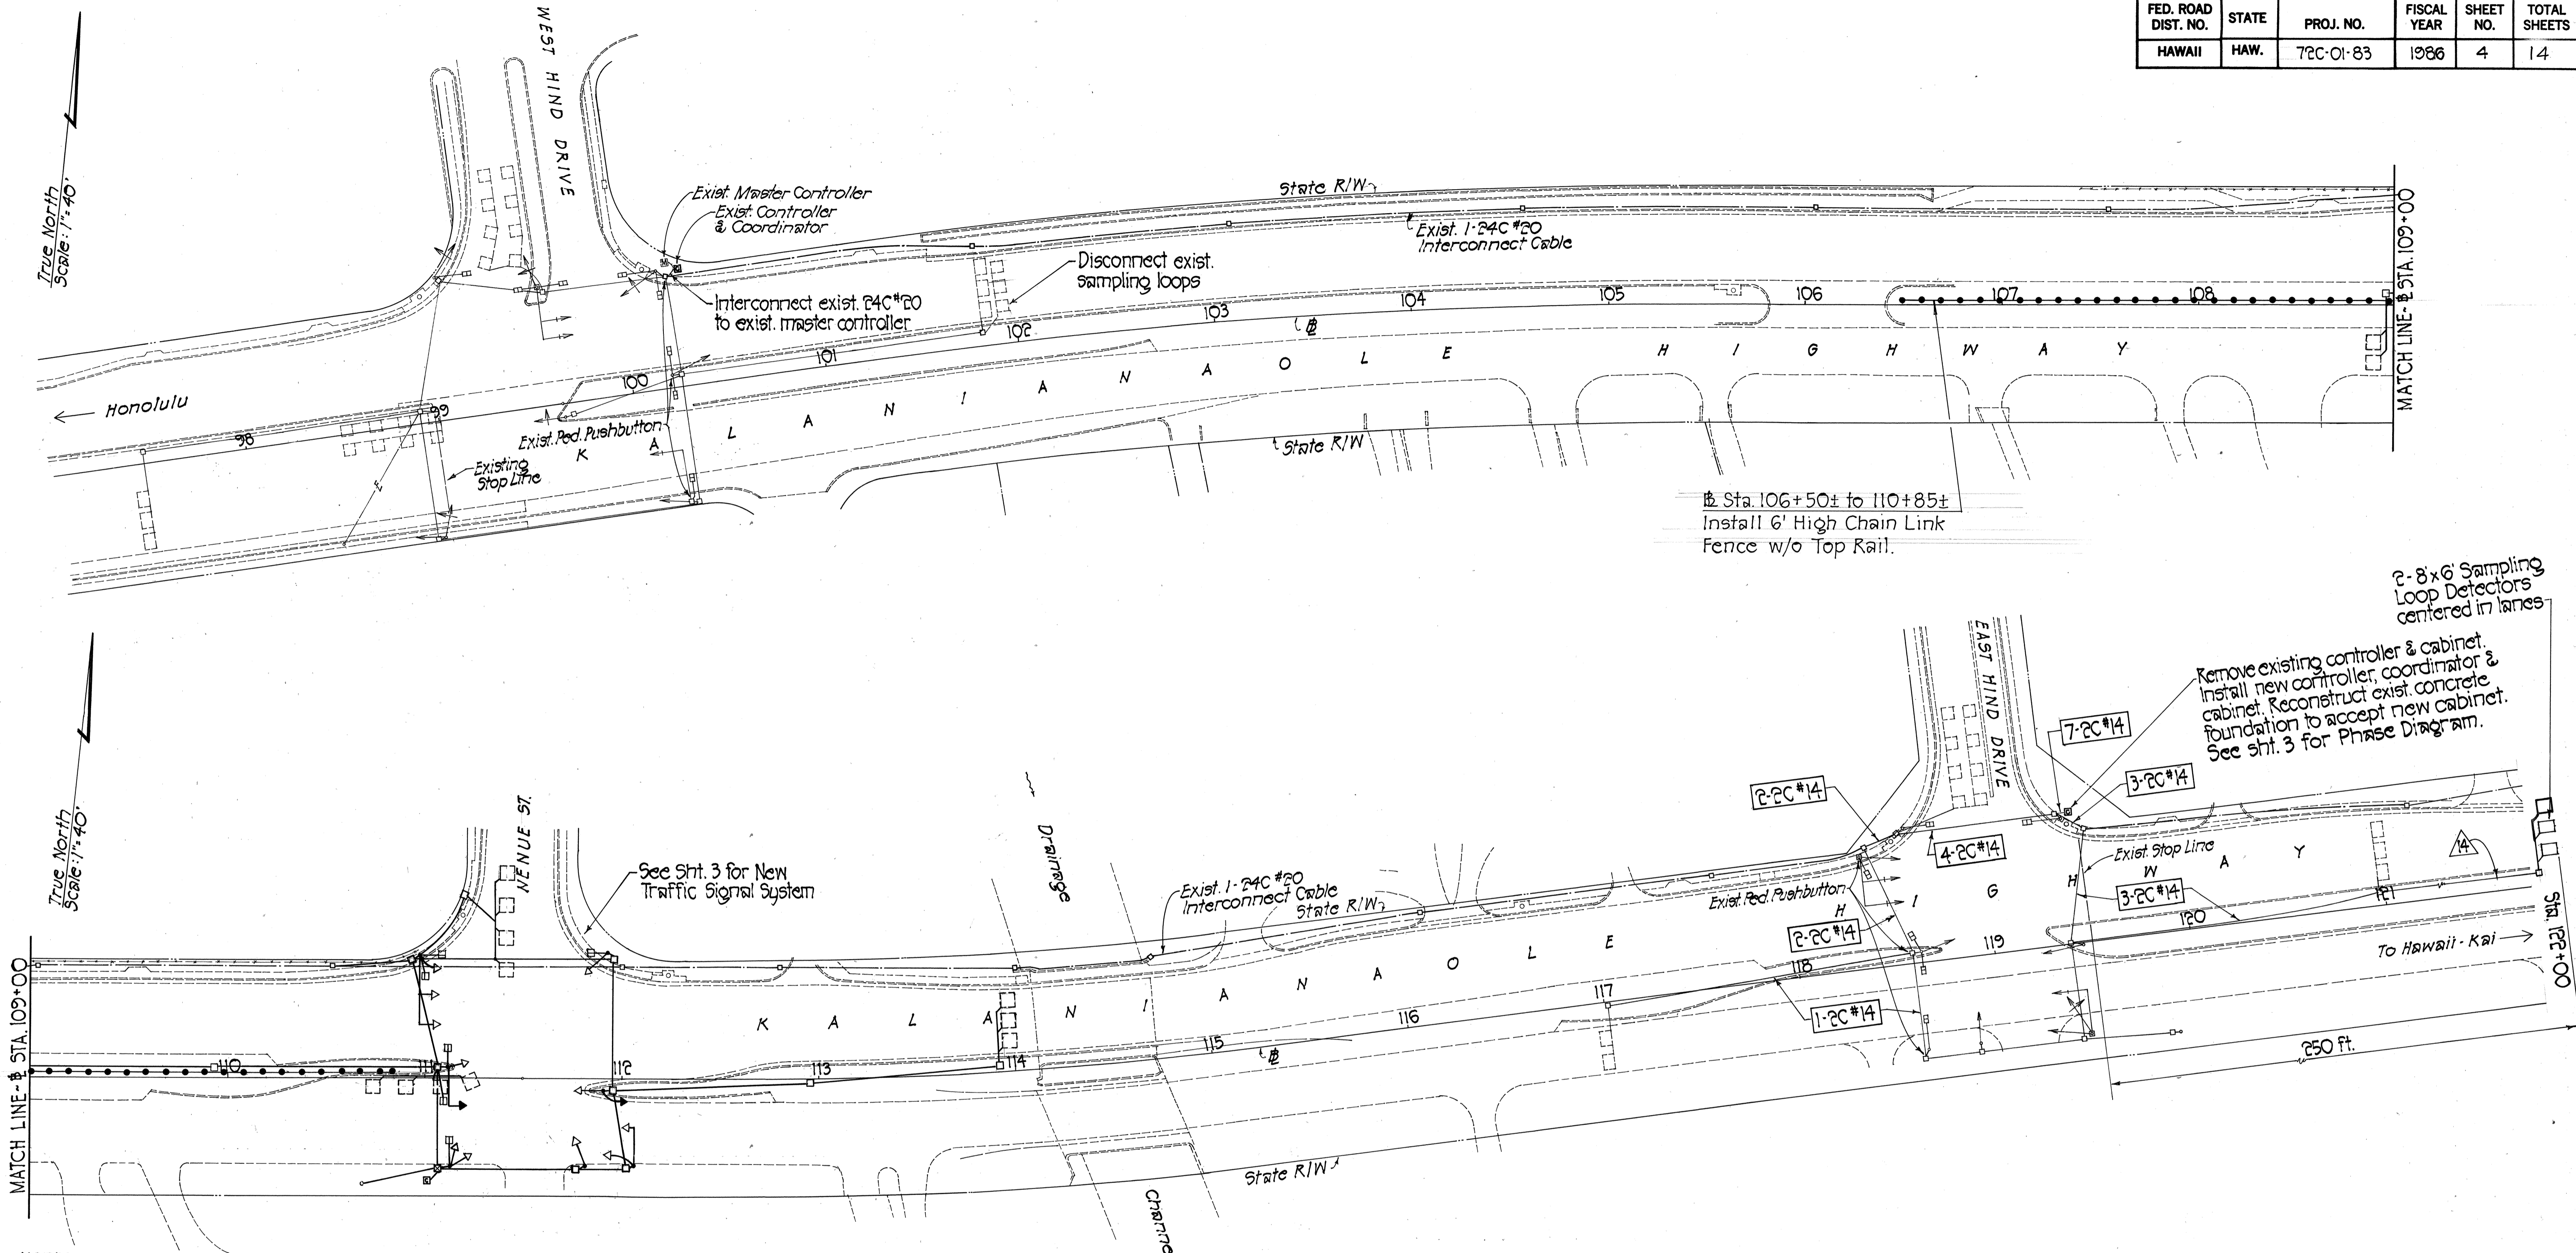 FED. ROAD DIST. NO.
STATE
PROJ. NO.
FISCAL YEAR
SHEET NO.
TOTAL SHEETS
HAWAII
HAW.
72C-01-83
1986
4
14
True North
Scale: 1"=40'
WEST HIND DRIVE
Exist. Master Controller
Exist. Controller
& Coordinator
Interconnect exist. 24C#20
to exist. master controller
Disconnect exist.
sampling loops
State R/W
Exist. 1-24C #20
Interconnect Cable
MATCH LINE-℄ STA. 109+00
← Honolulu
98
99
100
101
102
103
104
105
106
107
108
Exist. Ped. Pushbutton
Existing
Stop Line
E
KALANIANAOLE HIGHWAY
State R/W
℄ Sta. 106+50± to 110+85±
Install 6' High Chain Link
Fence w/o Top Rail.
2-8'x6' Sampling
Loop Detectors
centered in lanes
Remove existing controller & cabinet.
Install new controller, coordinator &
cabinet. Reconstruct exist. concrete
foundation to accept new cabinet.
See sht. 3 for Phase Diagram.
True North
Scale: 1"=40'
NENUE ST.
See Sht. 3 for New
Traffic Signal System
Drainage
Channe
Exist. 1-24C #20
Interconnect Cable
State R/W
EAST HIND DRIVE
7-2C#14
3-2C#14
2-2C#14
4-2C#14
Exist. Stop Line
3-2C#14
14
Exist. Ped. Pushbutton
2-2C#14
1-2C#14
KALANIANAOLE HIGHWAY
MATCH LINE-℄ STA. 109+00
110
111
112
113
114
115
116
117
118
119
120
121
Sta. 122+00
To Hawaii-Kai →
250 ft.
State R/W